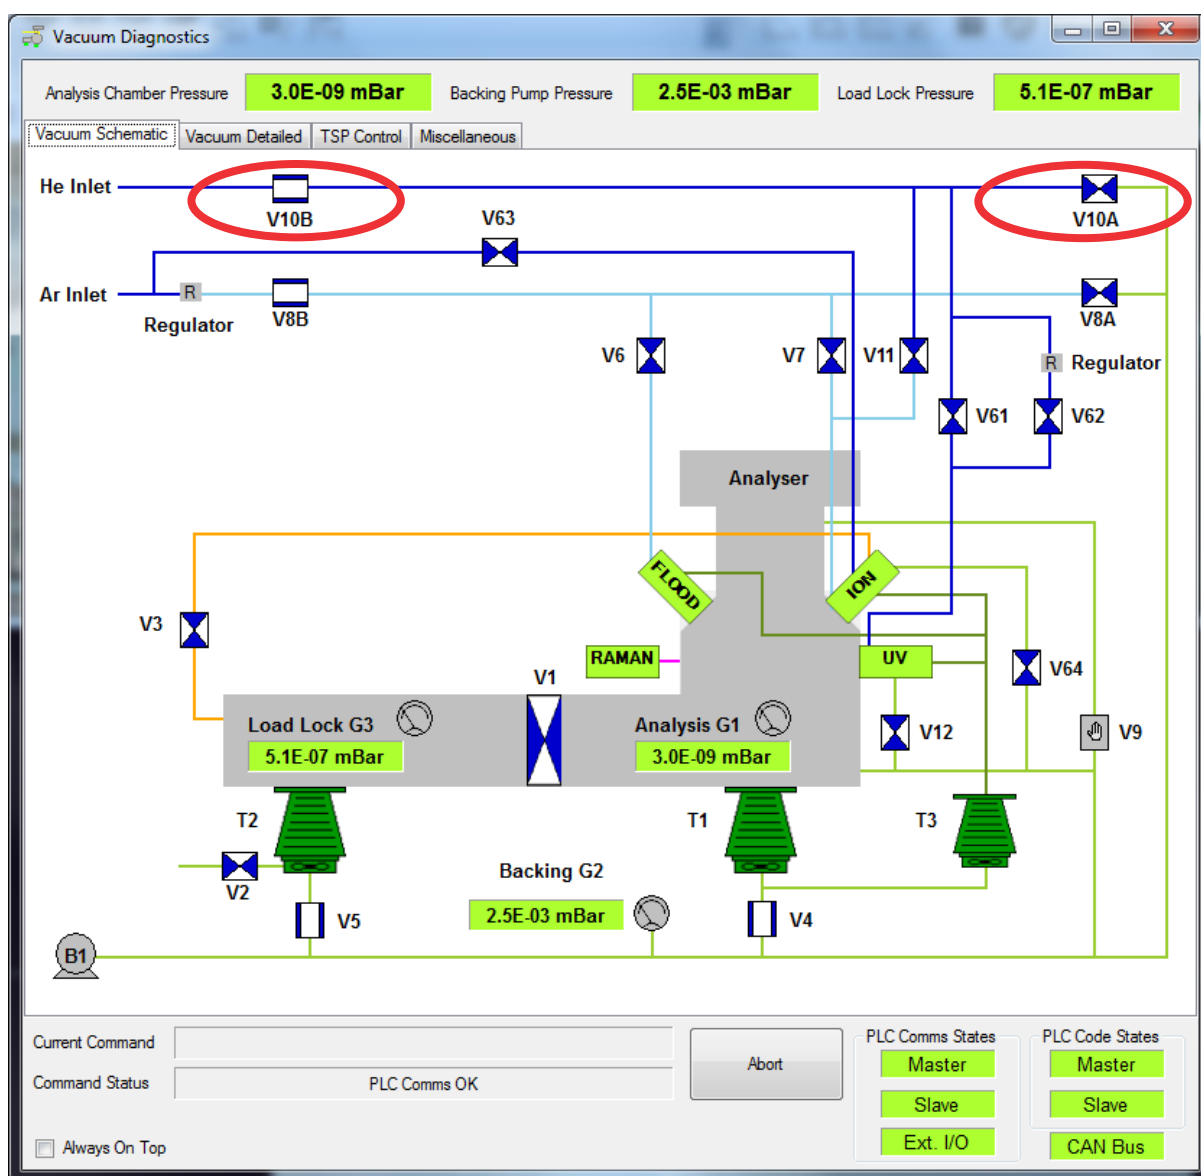 Vacuum Diagnostics
Analysis Chamber Pressure 3.0E-09 mBar Backing Pump Pressure 2.5E-03 mBar Load Lock Pressure 5.1E-07 mBar
Vacuum Schematic Vacuum Detailed TSP Control Miscellaneous
He Inlet
V10B
V63
V10A
Ar Inlet
R
Regulator
V8B
V8A
V6
V7
V11
R Regulator
V61
V62
Analyser
FLOOD
ION
V3
RAMAN
UV
V64
V1
Load Lock G3
5.1E-07 mBar
Analysis G1
3.0E-09 mBar
V12
V9
T2
T1
T3
V2
Backing G2
2.5E-03 mBar
V5
V4
B1
Current Command
Command Status PLC Comms OK
Abort
PLC Comms States
Master
Slave
Ext. I/O
PLC Code States
Master
Slave
CAN Bus
Always On Top